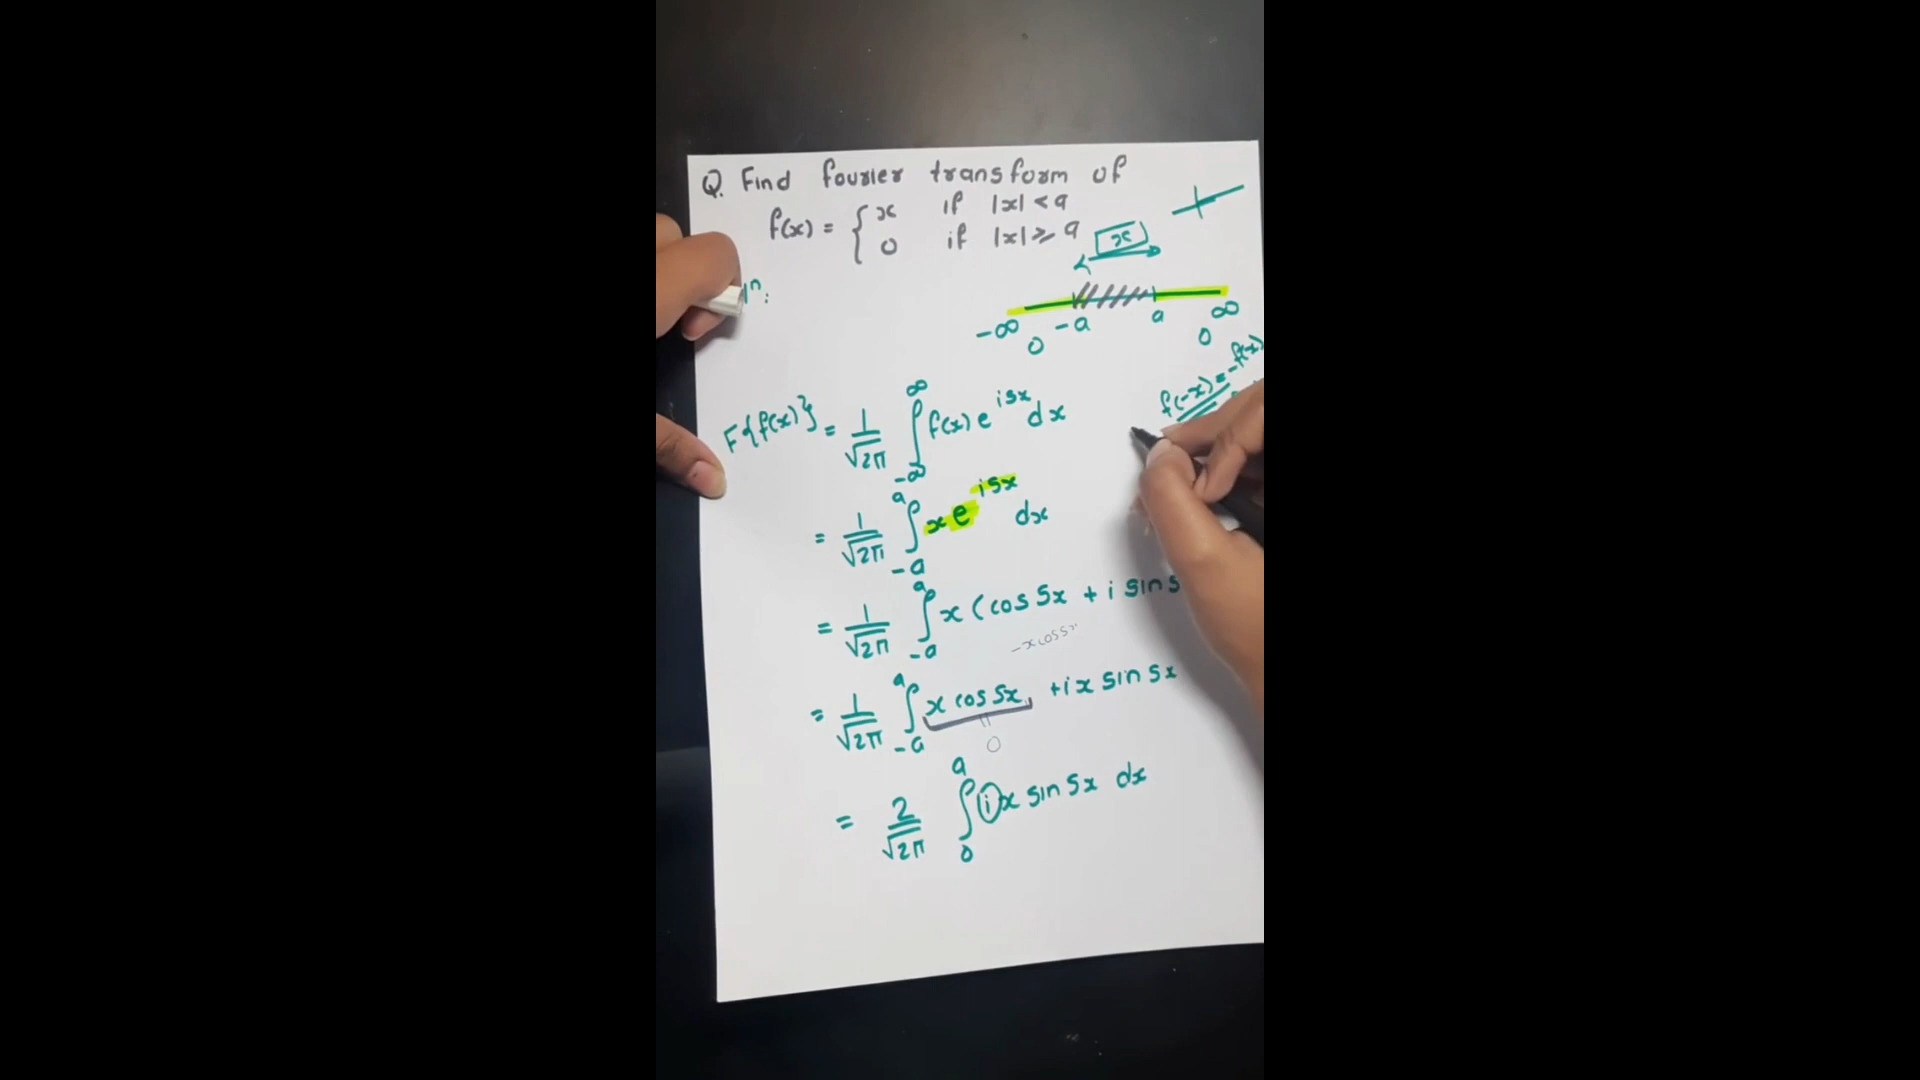 Q. Find fourier transform of
f(x) = { x if |x| < a
0 if |x| ≥ a
x
-∞ -a a ∞
0 0
f(-x) = -f(x)
F{f(x)} = 1/√2π ∫_{-∞}^{∞} f(x) e^{isx} dx
= 1/√2π ∫_{-a}^{a} x e^{isx} dx
= 1/√2π ∫_{-a}^{a} x (cos sx + i sin s
-x cos sx
= 1/√2π ∫_{-a}^{a} x cos sx + i x sin sx
|| 0
= 2/√2π ∫_{0}^{a} i x sin sx dx